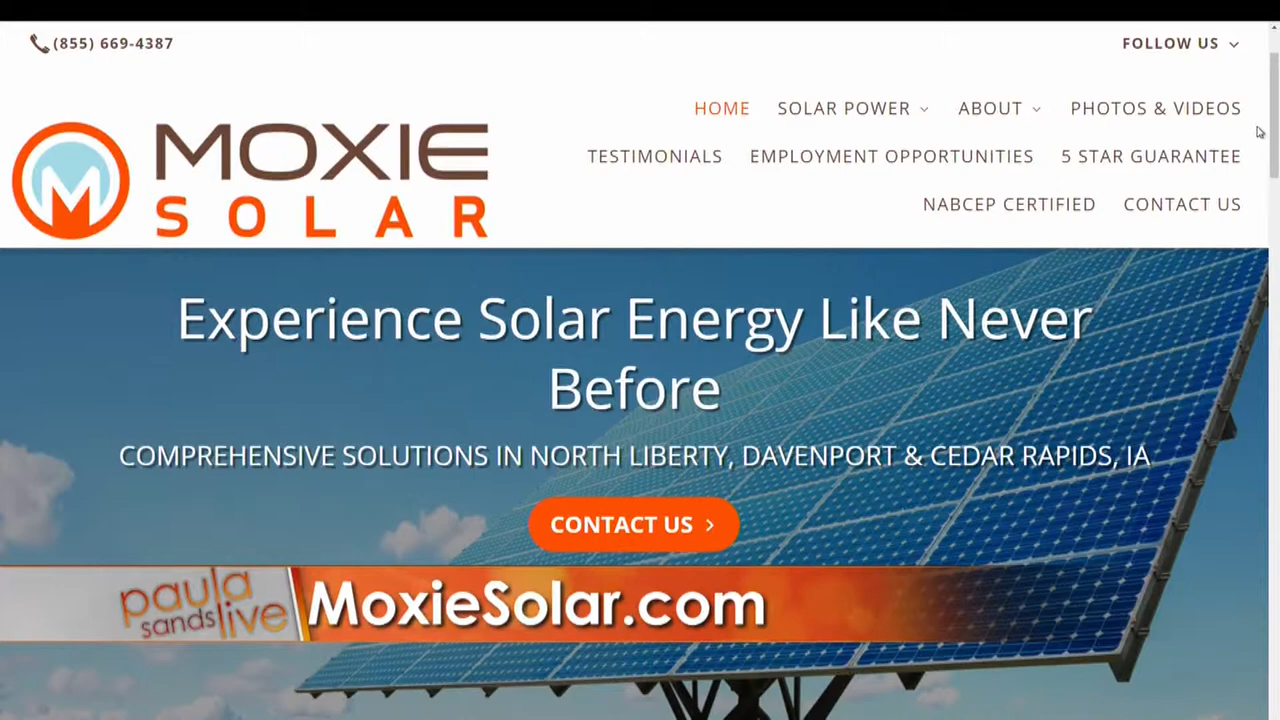 (855) 669-4387
FOLLOW US
HOME SOLAR POWER ABOUT PHOTOS & VIDEOS
TESTIMONIALS EMPLOYMENT OPPORTUNITIES 5 STAR GUARANTEE
NABCEP CERTIFIED CONTACT US
M
MOXIE
SOLAR
Experience Solar Energy Like Never
Before
COMPREHENSIVE SOLUTIONS IN NORTH LIBERTY, DAVENPORT & CEDAR RAPIDS, IA
CONTACT US
paula
sandslive
MoxieSolar.com